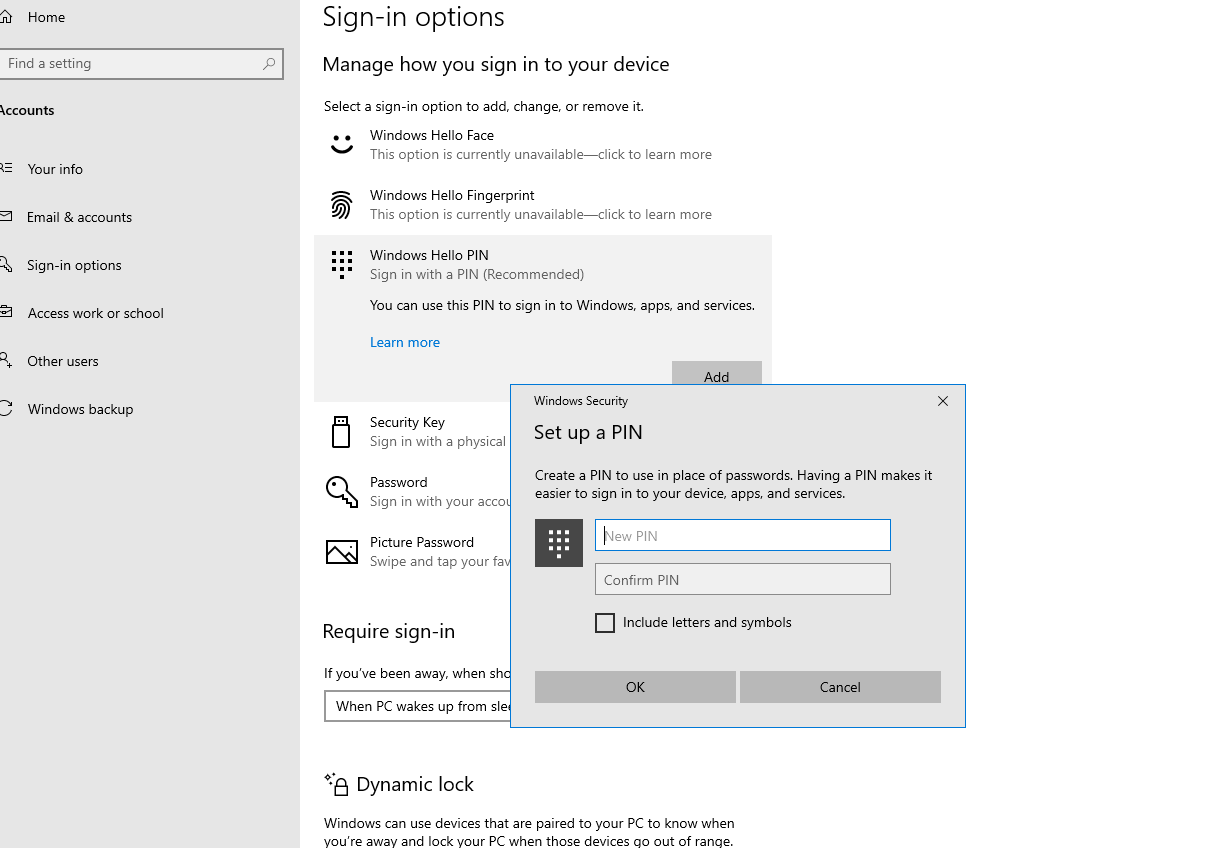 Home
Find a setting
Accounts
Your info
Email & accounts
Sign-in options
Access work or school
Other users
Windows backup
Sign-in options
Manage how you sign in to your device
Select a sign-in option to add, change, or remove it.
Windows Hello Face
This option is currently unavailable—click to learn more
Windows Hello Fingerprint
This option is currently unavailable—click to learn more
Windows Hello PIN
Sign in with a PIN (Recommended)
You can use this PIN to sign in to Windows, apps, and services.
Learn more
Add
Security Key
Sign in with a physical
Password
Sign in with your accou
Picture Password
Swipe and tap your fav
Require sign-in
If you’ve been away, when sho
When PC wakes up from slee
Dynamic lock
Windows can use devices that are paired to your PC to know when
you’re away and lock your PC when those devices go out of range.
Windows Security
Set up a PIN
Create a PIN to use in place of passwords. Having a PIN makes it
easier to sign in to your device, apps, and services.
New PIN
Confirm PIN
Include letters and symbols
OK
Cancel